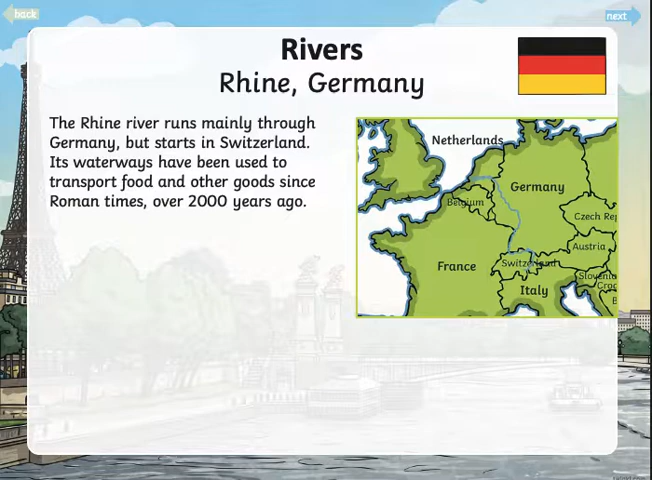 back
next
Rivers
Rhine, Germany
The Rhine river runs mainly through
Germany, but starts in Switzerland.
Its waterways have been used to
transport food and other goods since
Roman times, over 2000 years ago.
Netherlands
Germany
Belgium
Czech Rep
Austria
France
Switzerland
Slovenia
Croa
Italy
B